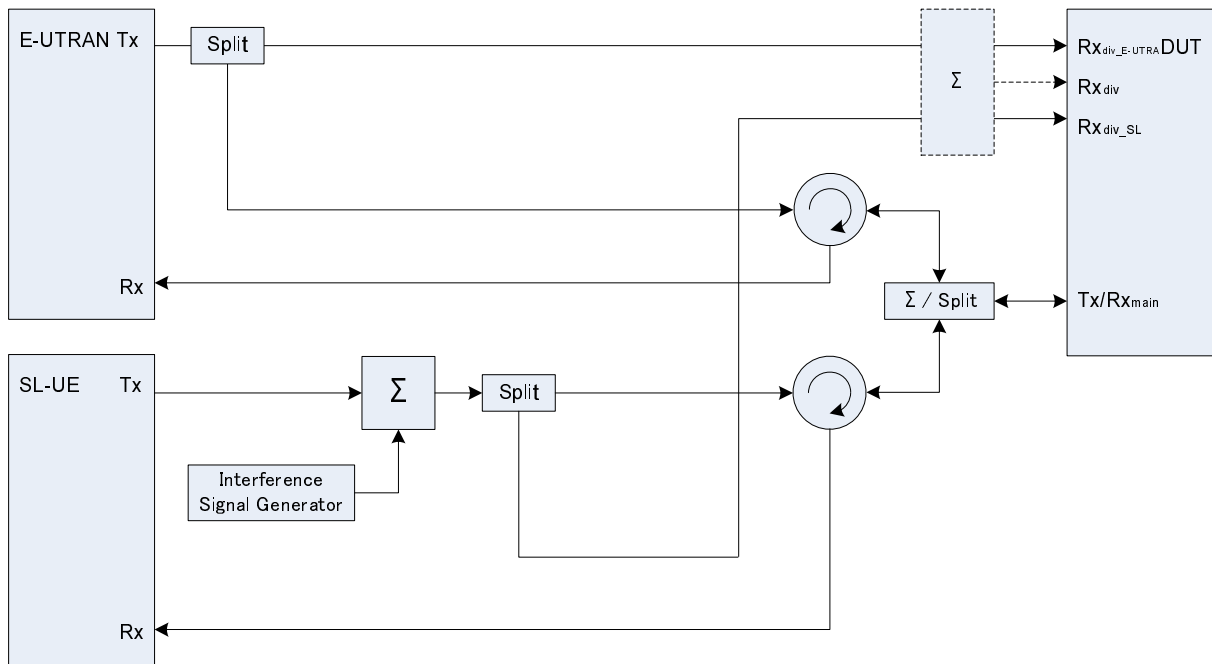 E-UTRAN Tx
Split
Σ
Rxdiv_E-UTRA DUT
Rxdiv
Rxdiv_SL
Rx
Σ / Split
Tx/Rxmain
SL-UE Tx
Σ
Split
Interference
Signal Generator
Rx